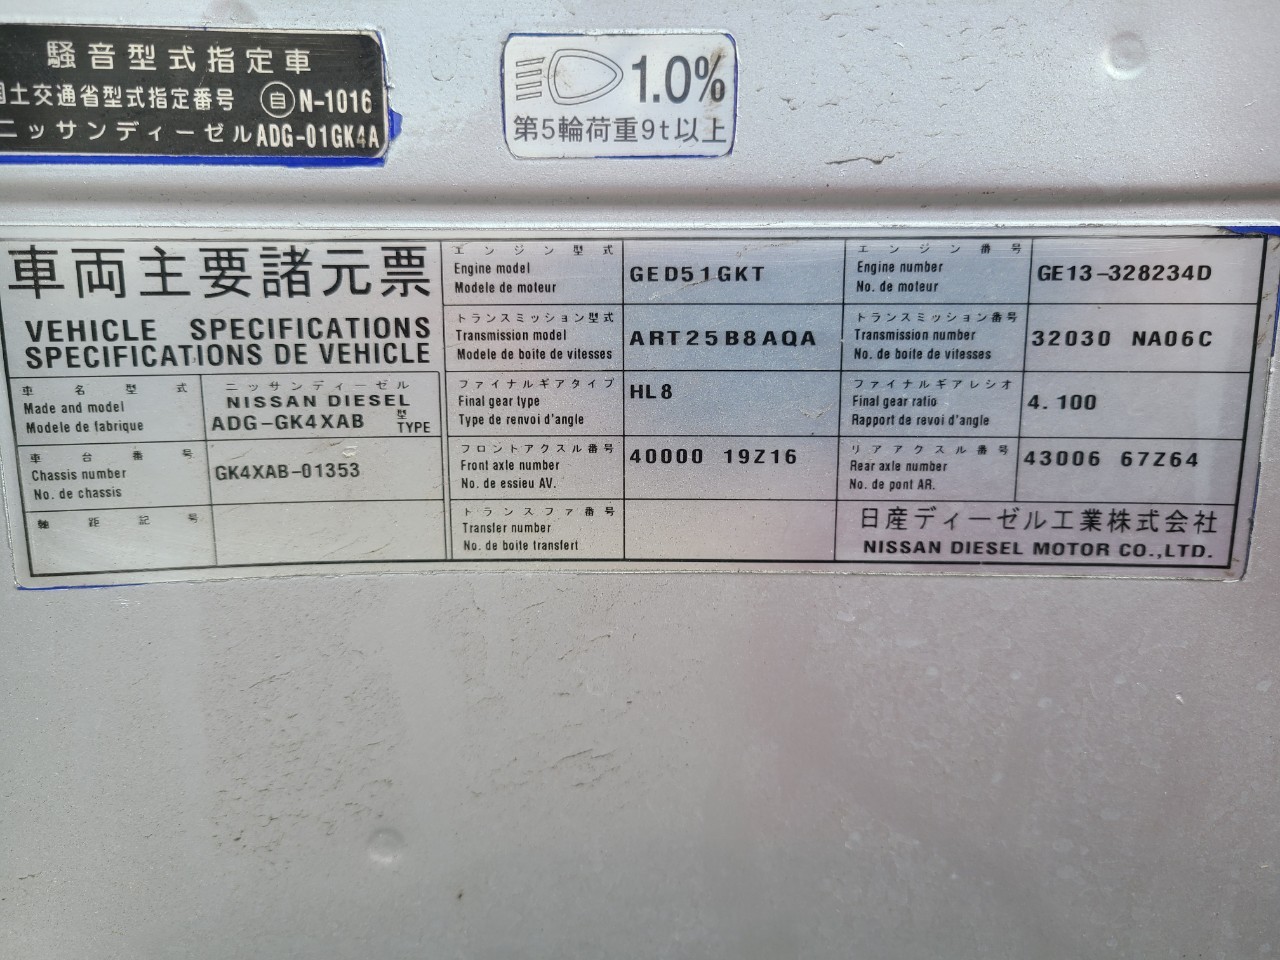 騒音型式指定車
国土交通省型式指定番号 自 N-1016
ニッサンディーゼル ADG-01GK4A
1.0%
第5輪荷重9t以上
車両主要諸元票
VEHICLE SPECIFICATIONS
SPECIFICATIONS DE VEHICLE
車名型式
Made and model
Modele de fabrique
ニッサンディーゼル
NISSAN DIESEL
ADG-GK4XAB 型 TYPE
車台番号
Chassis number
No. de chassis
GK4XAB-01353
軸距記号
エンジン型式
Engine model
Modele de moteur
GED51GKT
エンジン番号
Engine number
No. de moteur
GE13-328234D
トランスミッション型式
Transmission model
Modele de boite de vitesses
ART25B8AQA
トランスミッション番号
Transmission number
No. de boite de vitesses
32030 NA06C
ファイナルギアタイプ
Final gear type
Type de renvoi d'angle
HL8
ファイナルギアレシオ
Final gear ratio
Rapport de revoi d'angle
4.100
フロントアクスル番号
Front axle number
No. de essieu AV.
40000 19Z16
リアアクスル番号
Rear axle number
No. de pont AR.
43006 67Z64
トランスファ番号
Transfer number
No. de boite transfert
日産ディーゼル工業株式会社
NISSAN DIESEL MOTOR CO.,LTD.